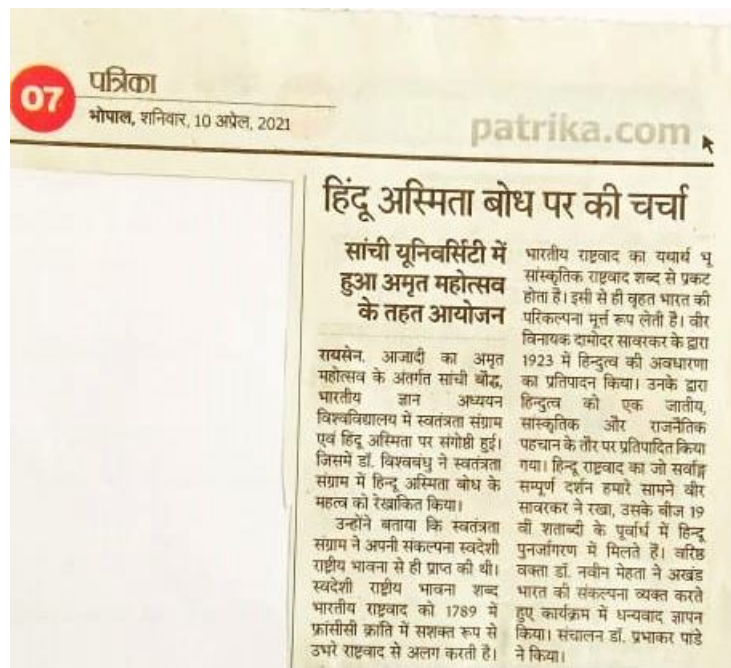 07
पत्रिका
भोपाल, शनिवार, 10 अप्रेल, 2021
patrika.com
हिंदू अस्मिता बोध पर की चर्चा
सांची यूनिवर्सिटी में
हुआ अमृत महोत्सव
के तहत आयोजन
रायसेन. आजादी का अमृत
महोत्सव के अंतर्गत सांची बौद्ध,
भारतीय ज्ञान अध्ययन
विश्वविद्यालय में स्वतंत्रता संग्राम
एवं हिंदू अस्मिता पर संगोष्ठी हुई।
जिसमें डॉ. विश्वबंधु ने स्वतंत्रता
संग्राम में हिन्दू अस्मिता बोध के
महत्व को रेखांकित किया।
उन्होंने बताया कि स्वतंत्रता
संग्राम ने अपनी संकल्पना स्वदेशी
राष्ट्रीय भावना से ही प्राप्त की थी।
स्वदेशी राष्ट्रीय भावना शब्द
भारतीय राष्ट्रवाद को 1789 में
फ्रांसीसी क्रांति में सशक्त रूप से
उभरे राष्ट्रवाद से अलग करती है।
भारतीय राष्ट्रवाद का यथार्थ भू
सांस्कृतिक राष्ट्रवाद शब्द से प्रकट
होता है। इसी से ही वृहत भारत की
परिकल्पना मूर्त्त रूप लेती है। वीर
विनायक दामोदर सावरकर के द्वारा
1923 में हिन्दुत्व की अवधारणा
का प्रतिपादन किया। उनके द्वारा
हिन्दुत्व को एक जातीय,
सांस्कृतिक और राजनैतिक
पहचान के तौर पर प्रतिपादित किया
गया। हिन्दू राष्ट्रवाद का जो सर्वाङ्ग
सम्पूर्ण दर्शन हमारे सामने वीर
सावरकर ने रखा, उसके बीज 19
वीं शताब्दी के पूर्वार्ध में हिन्दू
पुनर्जागरण में मिलते हैं। वरिष्ठ
वक्ता डॉ. नवीन मेहता ने अखंड
भारत की संकल्पना व्यक्त करते
हुए कार्यक्रम में धन्यवाद ज्ञापन
किया। संचालन डॉ. प्रभाकर पांडे
ने किया।